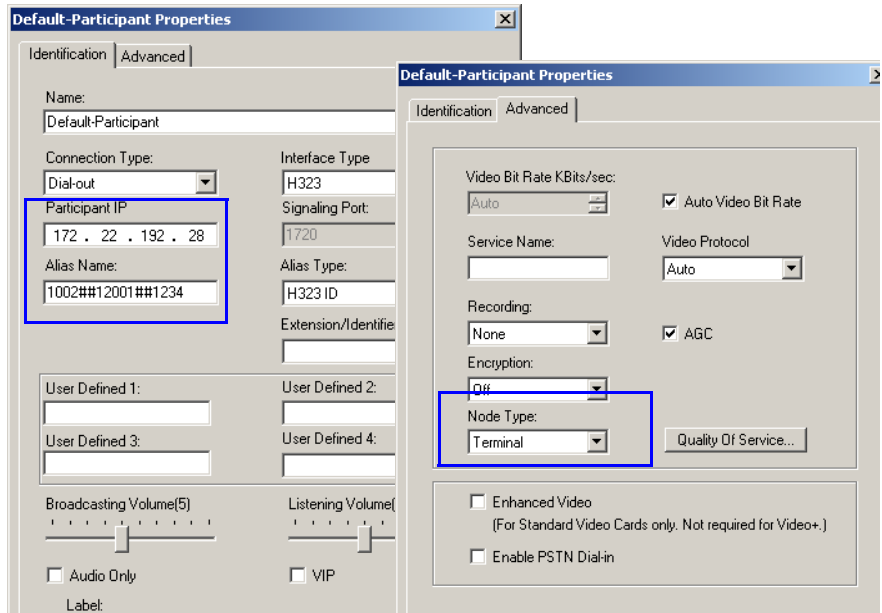 Default-Participant Properties
Identification
Advanced
Name:
Default-Participant
Connection Type:
Interface Type
Dial-out
H323
Participant IP
Signaling Port:
172 . 22 . 192 . 28
1720
Alias Name:
Alias Type:
1002##12001##1234
H323 ID
Extension/Identifie
User Defined 1:
User Defined 2:
User Defined 3:
User Defined 4:
Broadcasting Volume(5)
Listening Volume(
Audio Only
VIP
Label:
Default-Participant Properties
Identification
Advanced
Video Bit Rate KBits/sec:
Auto
Auto Video Bit Rate
Service Name:
Video Protocol
Auto
Recording:
None
AGC
Encryption:
Off
Node Type:
Terminal
Quality Of Service...
Enhanced Video
(For Standard Video Cards only. Not required for Video+.)
Enable PSTN Dial-in